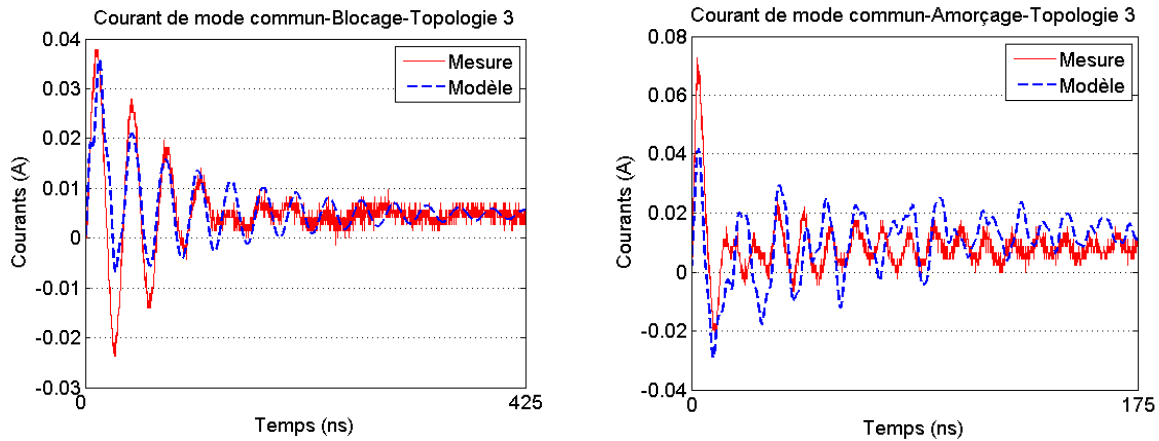 Courant de mode commun-Blocage-Topologie 3
0.04
0.03
0.02
0.01
0
-0.01
-0.02
-0.03
Courants (A)
Mesure
Modèle
0
425
Temps (ns)
Courant de mode commun-Amorçage-Topologie 3
0.08
0.06
0.04
0.02
0
-0.02
-0.04
Courants (A)
Mesure
Modèle
0
175
Temps (ns)